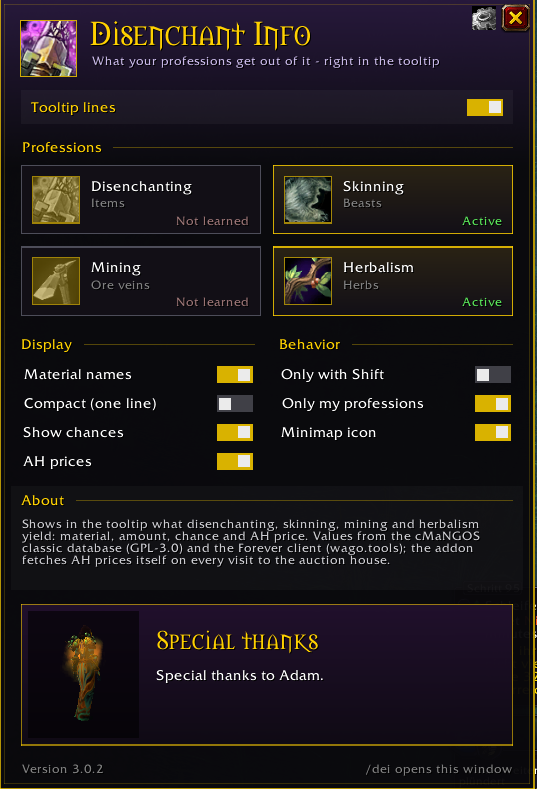 Disenchant Info
What your professions get out of it - right in the tooltip
Tooltip lines
Professions
Disenchanting
Items
Not learned
Skinning
Beasts
Active
Mining
Ore veins
Not learned
Herbalism
Herbs
Active
Display
Material names
Compact (one line)
Show chances
AH prices
Behavior
Only with Shift
Only my professions
Minimap icon
About
Shows in the tooltip what disenchanting, skinning, mining and herbalism
yield: material, amount, chance and AH price. Values from the cMaNGOS
classic database (GPL-3.0) and the Forever client (wago.tools); the addon
fetches AH prices itself on every visit to the auction house.
Special thanks
Special thanks to Adam.
Version 3.0.2
/dei opens this window